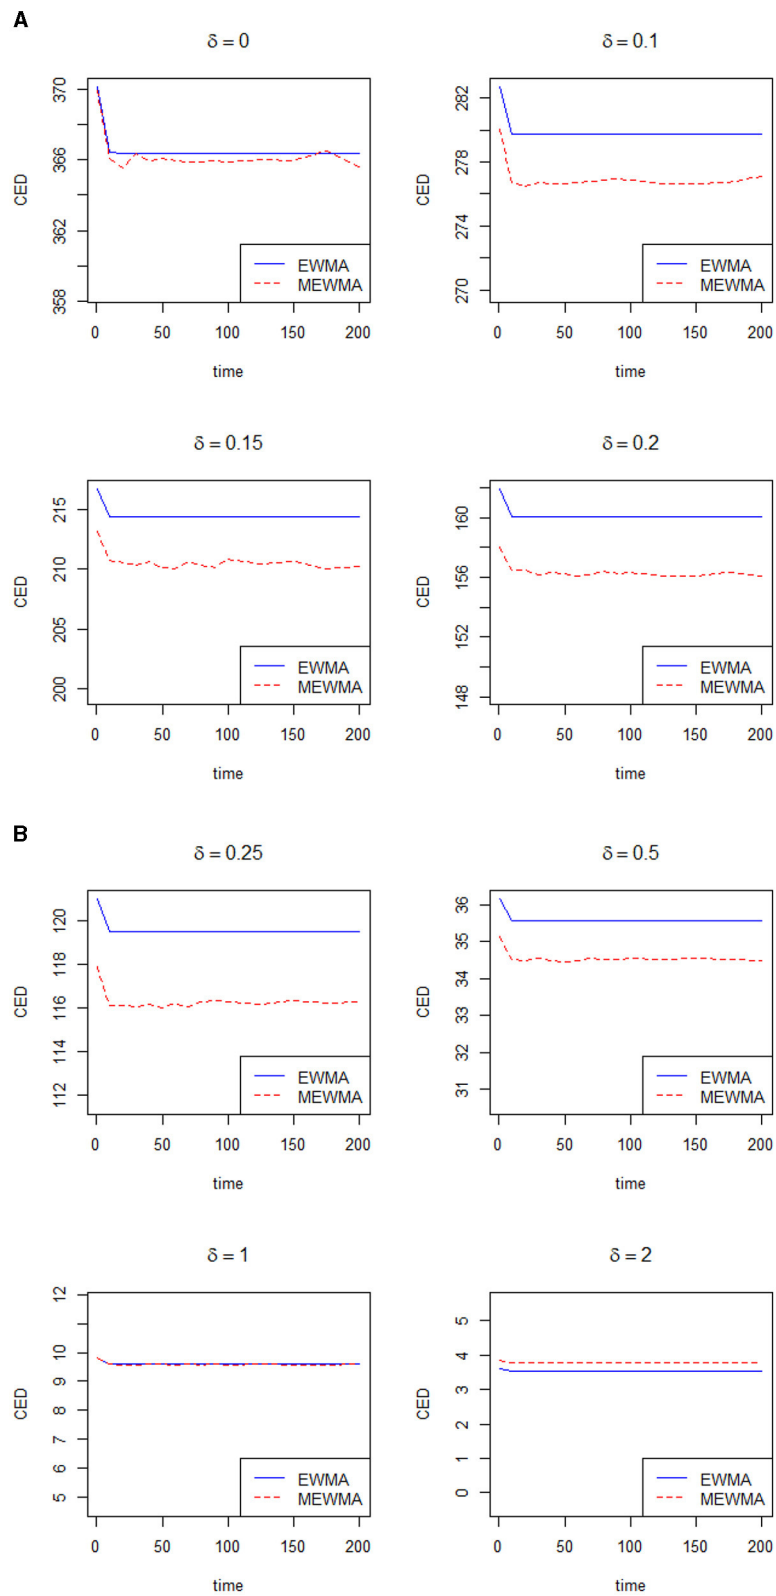 A
δ = 0
CED
370
366
362
358
EWMA
MEWMA
0 50 100 150 200
time
δ = 0.1
CED
282
278
274
270
EWMA
MEWMA
0 50 100 150 200
time
δ = 0.15
CED
215
210
205
200
EWMA
MEWMA
0 50 100 150 200
time
δ = 0.2
CED
160
156
152
148
EWMA
MEWMA
0 50 100 150 200
time
B
δ = 0.25
CED
120
118
116
114
112
EWMA
MEWMA
0 50 100 150 200
time
δ = 0.5
CED
36
35
34
33
32
31
EWMA
MEWMA
0 50 100 150 200
time
δ = 1
CED
12
10
9
8
7
6
5
EWMA
MEWMA
0 50 100 150 200
time
δ = 2
CED
5
4
3
2
1
0
EWMA
MEWMA
0 50 100 150 200
time